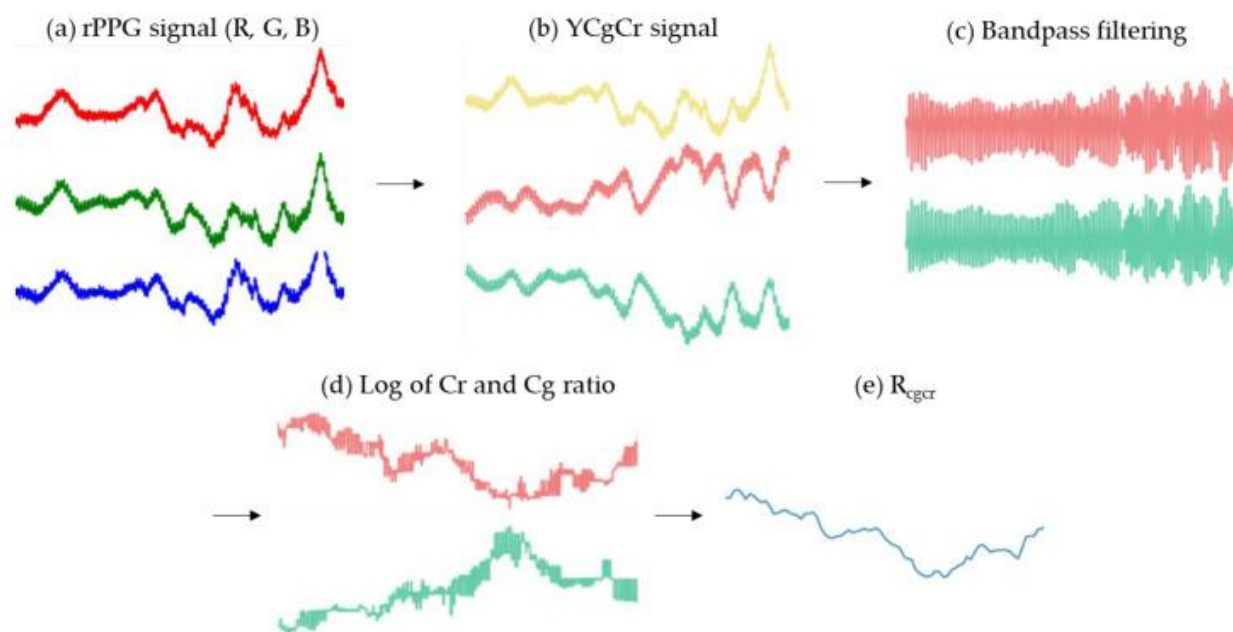 (a) rPPG signal (R, G, B)
(b) YCgCr signal
(c) Bandpass filtering
(d) Log of Cr and Cg ratio
(e) Rcgcr